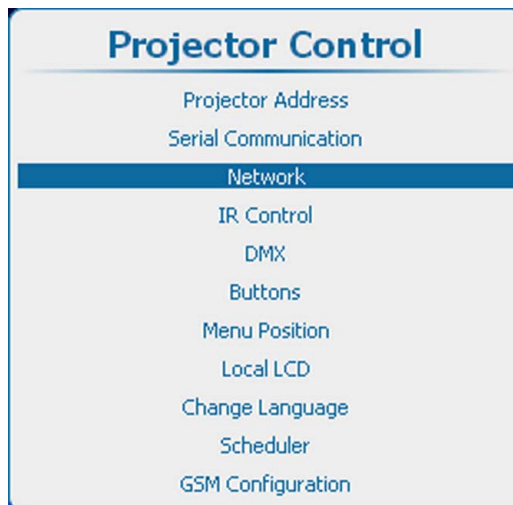 Projector Control
Projector Address
Serial Communication
Network
IR Control
DMX
Buttons
Menu Position
Local LCD
Change Language
Scheduler
GSM Configuration